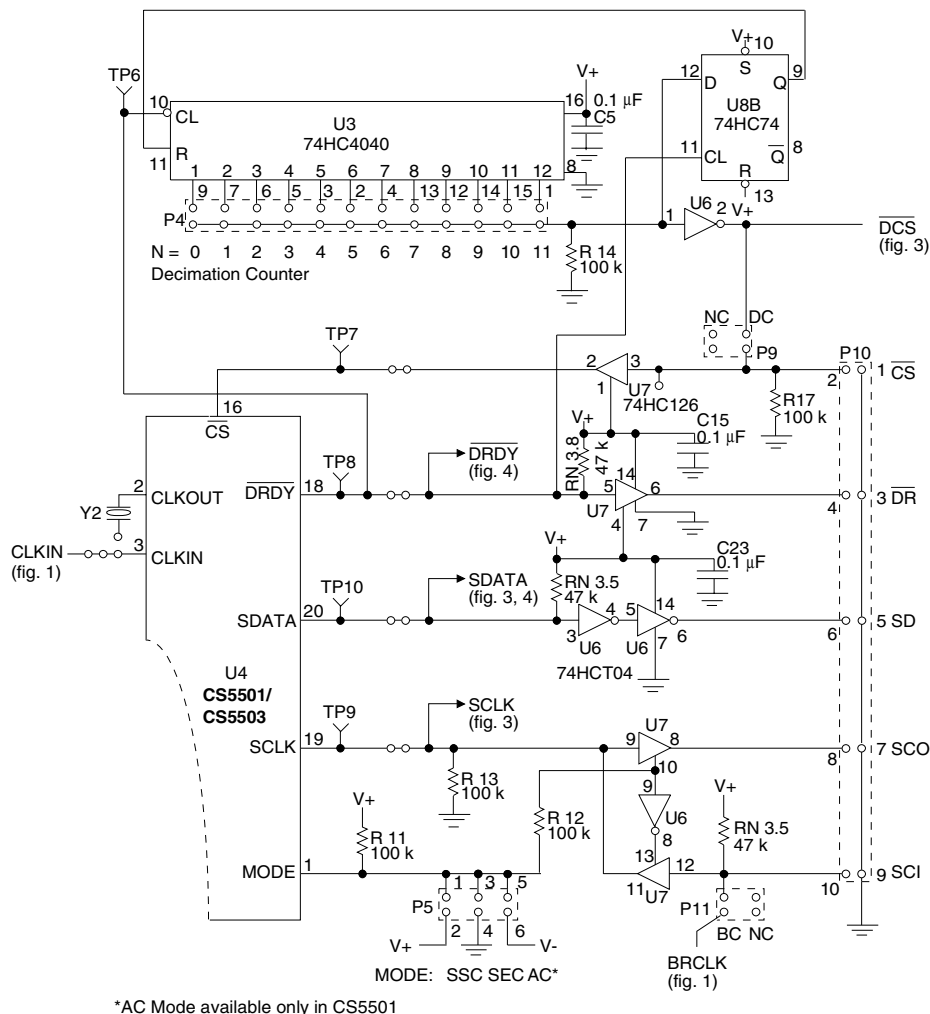 V+ 10
TP6
12 D S Q 9
U8B
74HC74
11 CL Q 8
R
13
V+
V+
10 CL
16 0.1 µF
C5
U3
74HC4040
11 R
8
1 2 3 4 5 6 7 8 9 10 11 12
9 7 6 5 3 2 4 13 12 14 15 1
P4
1 U6 2
DCS
(fig. 3)
N = 0 1 2 3 4 5 6 7 8 9 10 11
Decimation Counter
R 14
100 k
NC DC
P9
TP7
2 3
1
U7
74HC126
P10
1 CS
2
R17
100 k
16
CS
V+
C15
0.1 µF
RN 3.8
47 k
DRDY
(fig. 4)
2 CLKOUT
DRDY 18
TP8
14
5 6
U7 4 7
3 DR
4
Y2
CLKIN
(fig. 1)
3 CLKIN
V+
C23
0.1 µF
TP10
SDATA
(fig. 3, 4)
RN 3.5
47 k
SDATA 20
3 4
U6
5 14
6
U6 7
74HCT04
5 SD
6
U4
CS5501/
CS5503
TP9
SCLK
(fig. 3)
SCLK 19
U7
9 8
10
7 SCO
8
R 13
100 k
9
U6
8
V+
R 11
100 k
R 12
100 k
V+
RN 3.5
47 k
MODE 1
13
11 12
U7
9 SCI
10
1 3 5
P5
2 4 6
V+ V-
P11
BC NC
BRCLK
(fig. 1)
MODE: SSC SEC AC*
*AC Mode available only in CS5501